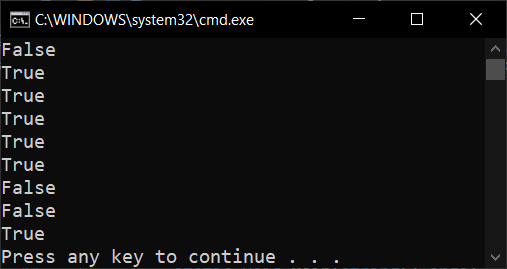 C:\WINDOWS\system32\cmd.exe
False
True
True
True
True
True
False
False
True
Press any key to continue . . .